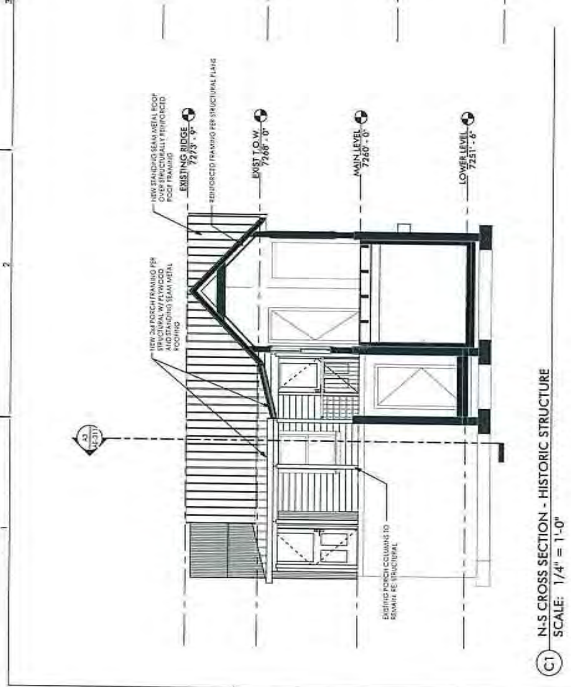 2
NEW STANDING SEAM METAL ROOF
OVER STRUCTURALLY REINFORCED
ROOF FRAMING
REINFORCED FRAMING PER STRUCTURAL PLANS
NEW 2x4 PORCH FRAMING PER
STRUCTURAL W/ PLYWOOD
AND STANDING SEAM METAL
ROOFING
EXISTING RIDGE
7273' - 9"
EXIST T.O.W.
7268' - 0"
MAIN LEVEL
7260' - 0"
LOWER LEVEL
7251' - 6"
A3
EXISTING PORCH COLUMNS TO
REMAIN RE: STRUCTURAL
C1
N-S CROSS SECTION - HISTORIC STRUCTURE
SCALE: 1/4" = 1'-0"